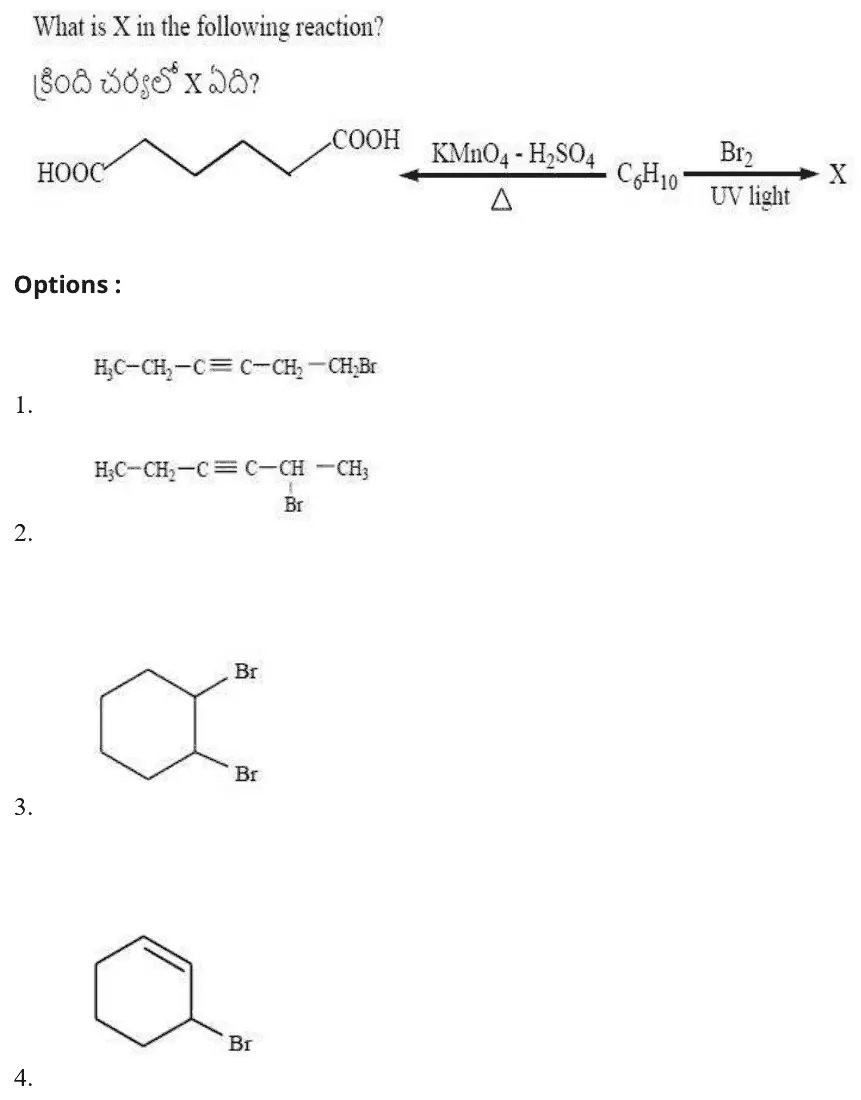 What is X in the following reaction?
క్రింది చర్యలో X ఏది?
HOOC COOH KMnO₄ - H₂SO₄ △ C₆H₁₀ Br₂ UV light X
Options :
H₃C−CH₂−C≡C−CH₂−CH₂Br
1.
H₃C−CH₂−C≡C−CH−CH₃
Br
2.
Br
Br
3.
Br
4.